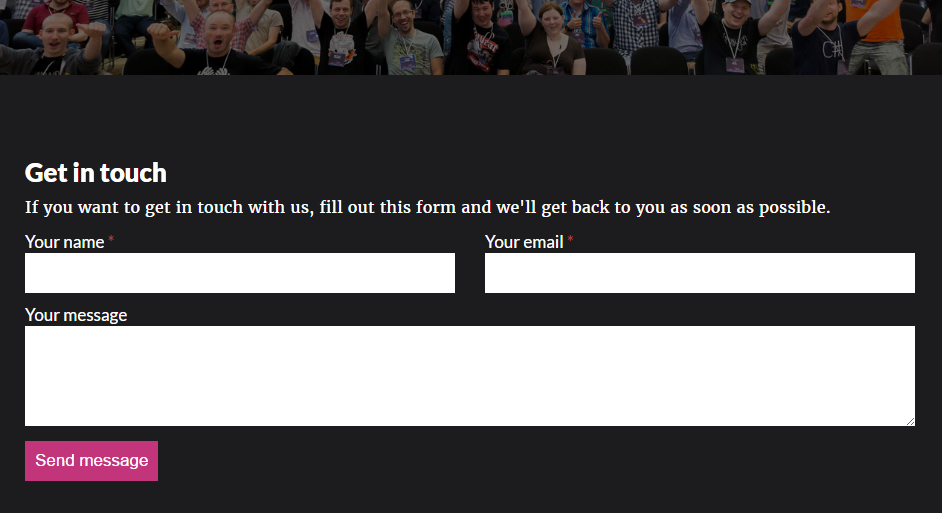 Get in touch
If you want to get in touch with us, fill out this form and we'll get back to you as soon as possible.
Your name *
Your email *
Your message
Send message